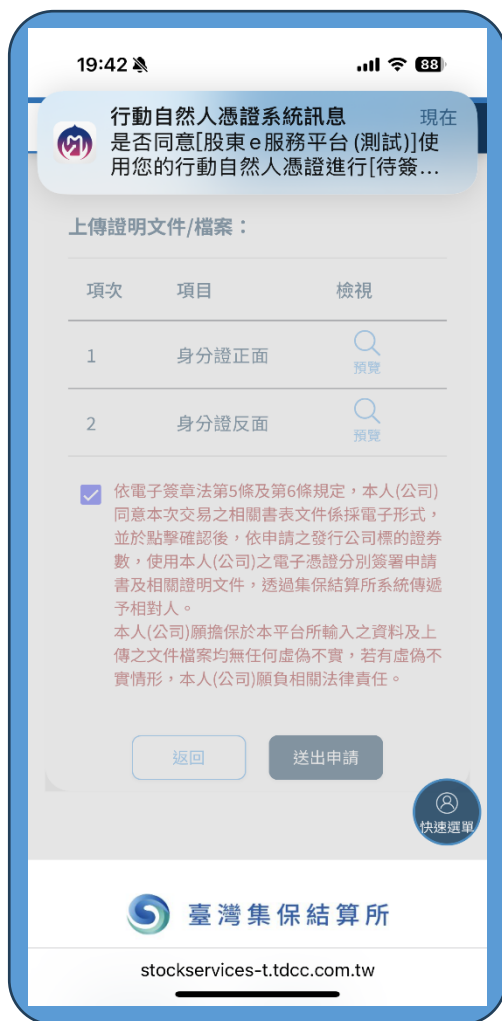 19:42
88
行動自然人憑證系統訊息 現在
是否同意[股東e服務平台(測試)]使
用您的行動自然人憑證進行[待簽…
上傳證明文件/檔案：
項次 項目 檢視
1 身分證正面 預覽
2 身分證反面 預覽
依電子簽章法第5條及第6條規定，本人(公司)
同意本次交易之相關書表文件係採電子形式，
並於點擊確認後，依申請之發行公司標的證券
數，使用本人(公司)之電子憑證分別簽署申請
書及相關證明文件，透過集保結算所系統傳遞
予相對人。
本人(公司)願擔保於本平台所輸入之資料及上
傳之文件檔案均無任何虛偽不實，若有虛偽不
實情形，本人(公司)願負相關法律責任。
返回 送出申請
快速選單
臺灣集保結算所
stockservices-t.tdcc.com.tw